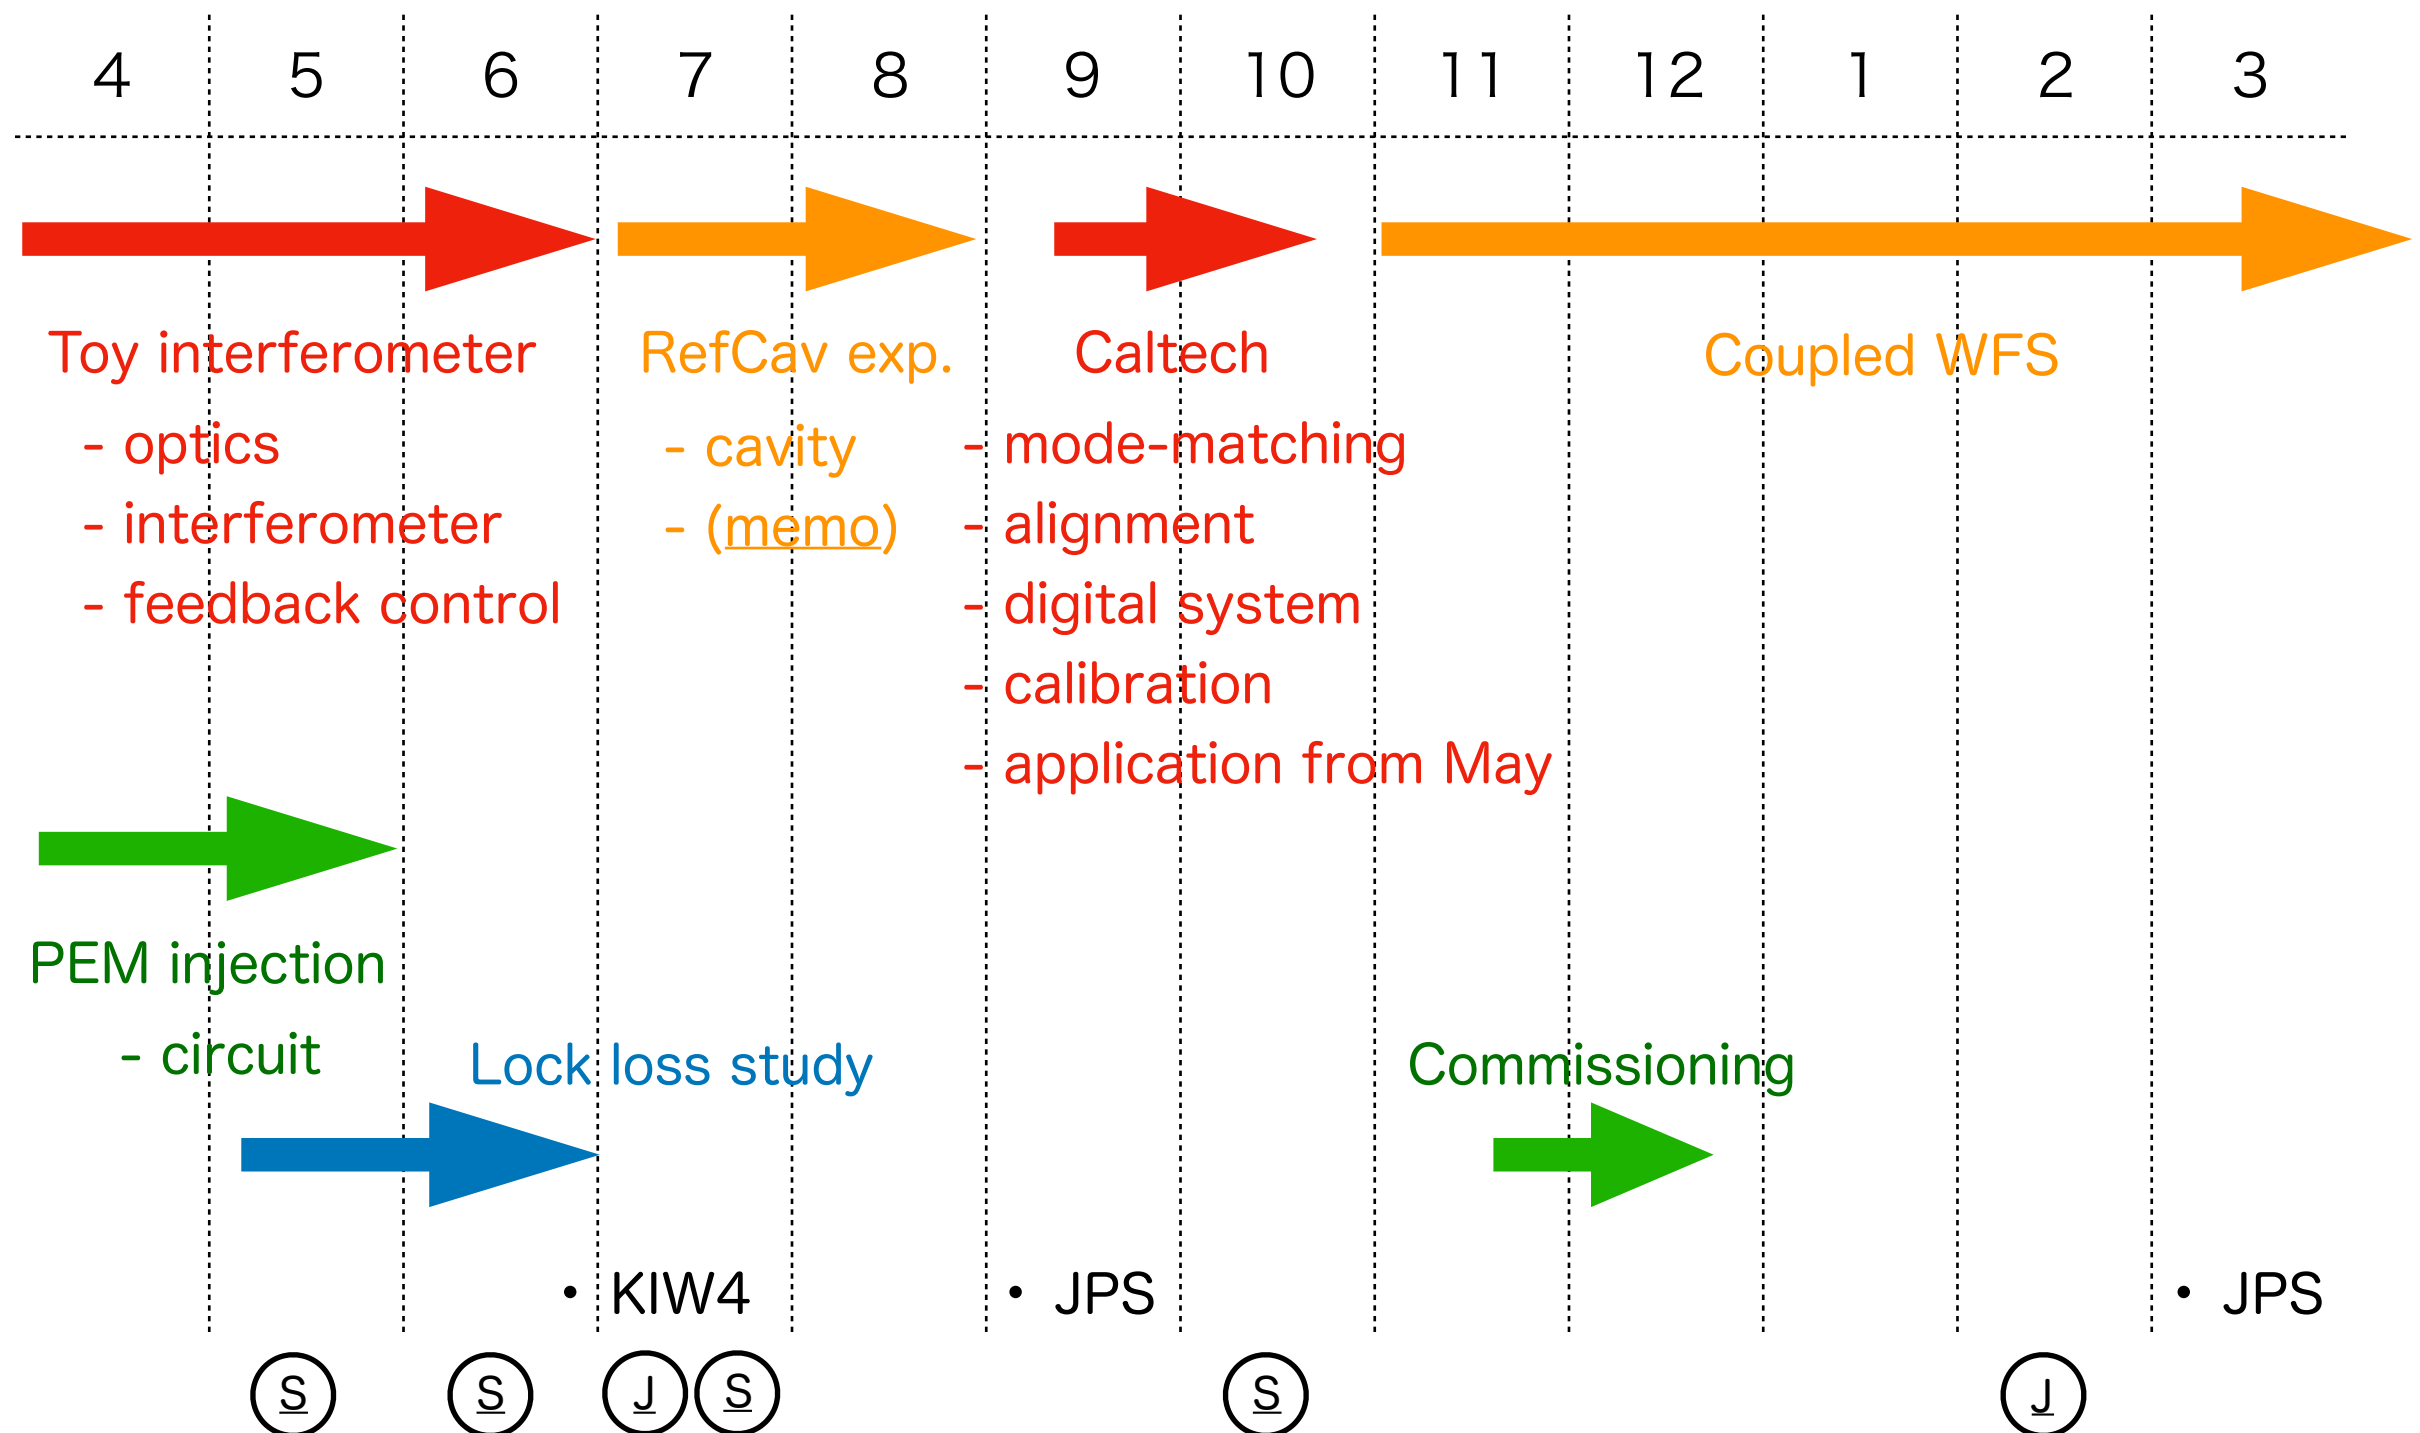 4 5 6 7 8 9 10 11 12 1 2 3
Toy interferometer
- optics
- interferometer
- feedback control
RefCav exp.
- cavity
- (memo)
Caltech
- mode-matching
- alignment
- digital system
- calibration
- application from May
Coupled WFS
PEM injection
- circuit
Lock loss study
Commissioning
• KIW4
• JPS
• JPS
S S J S S J